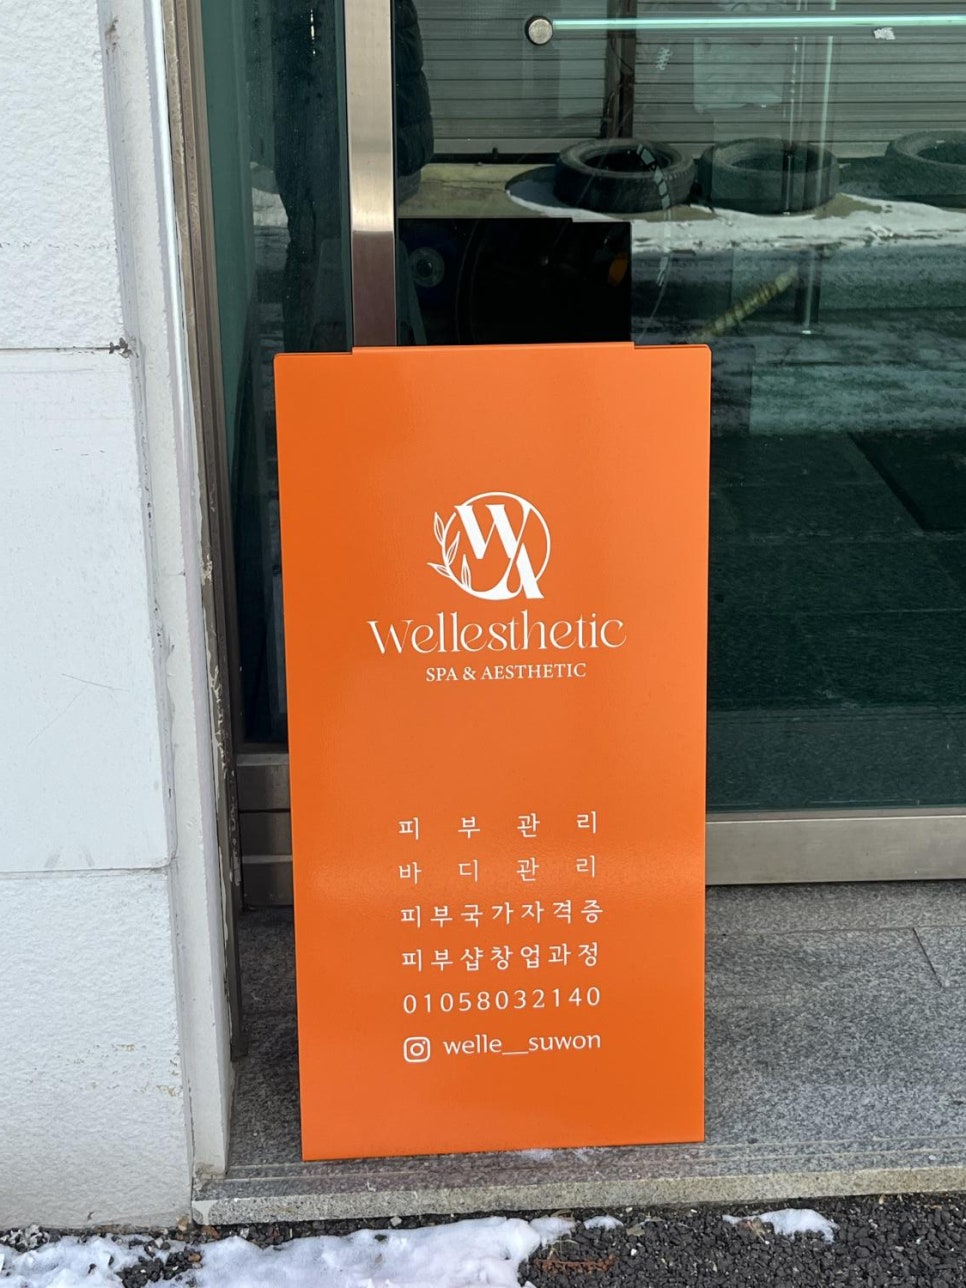 WA
Wellesthetic
SPA & AESTHETIC
피부관리
바디관리
피부국가자격증
피부샵창업과정
01058032140
welle__suwon